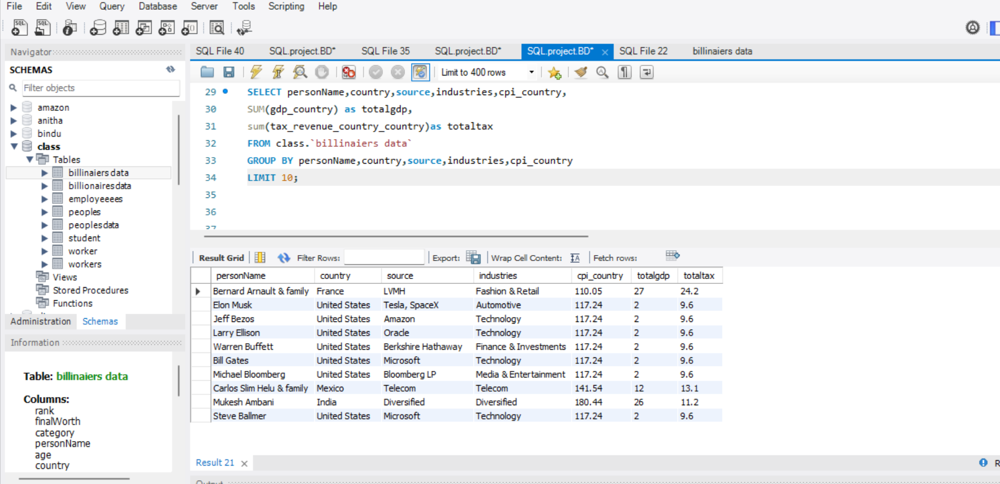 File Edit View Query Database Server Tools Scripting Help
Navigator
SCHEMAS
Filter objects
amazon
anitha
bindu
class
Tables
billinaiers data
billionairesdata
employeeees
peoples
peoplesdata
student
worker
workers
Views
Stored Procedures
Functions
Administration Schemas
Information
Table: billinaiers data
Columns:
rank
finalWorth
category
personName
age
country
SQL File 40 SQL.project.BD* SQL File 35 SQL.project.BD* SQL.project.BD* SQL File 22 billinaiers data
Limit to 400 rows
29 SELECT personName,country,source,industries,cpi_country,
30 SUM(gdp_country) as totalgdp,
31 sum(tax_revenue_country_country)as totaltax
32 FROM class.`billinaiers data`
33 GROUP BY personName,country,source,industries,cpi_country
34 LIMIT 10;
35
36
37
Result Grid Filter Rows: Export: Wrap Cell Content: Fetch rows:
personName country source industries cpi_country totalgdp totaltax
Bernard Arnault & family France LVMH Fashion & Retail 110.05 27 24.2
Elon Musk United States Tesla, SpaceX Automotive 117.24 2 9.6
Jeff Bezos United States Amazon Technology 117.24 2 9.6
Larry Ellison United States Oracle Technology 117.24 2 9.6
Warren Buffett United States Berkshire Hathaway Finance & Investments 117.24 2 9.6
Bill Gates United States Microsoft Technology 117.24 2 9.6
Michael Bloomberg United States Bloomberg LP Media & Entertainment 117.24 2 9.6
Carlos Slim Helu & family Mexico Telecom Telecom 141.54 12 13.1
Mukesh Ambani India Diversified Diversified 180.44 26 11.2
Steve Ballmer United States Microsoft Technology 117.24 2 9.6
Result 21
R
Output